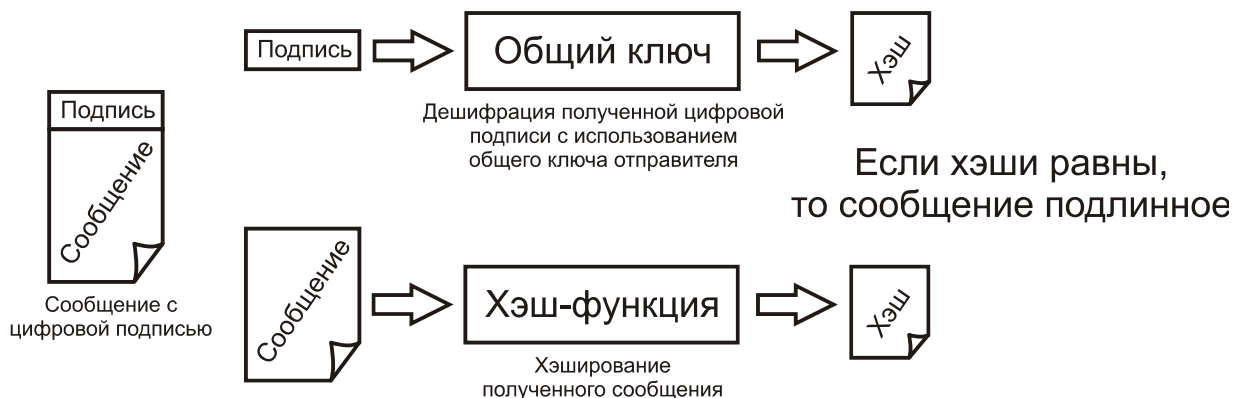 Подпись
Сообщение
Сообщение с
цифровой подписью
Подпись
Общий ключ
Хэш
Дешифрация полученной цифровой
подписи с использованием
общего ключа отправителя
Если хэши равны,
то сообщение подлинное
Сообщение
Хэш-функция
Хэш
Хэширование
полученного сообщения